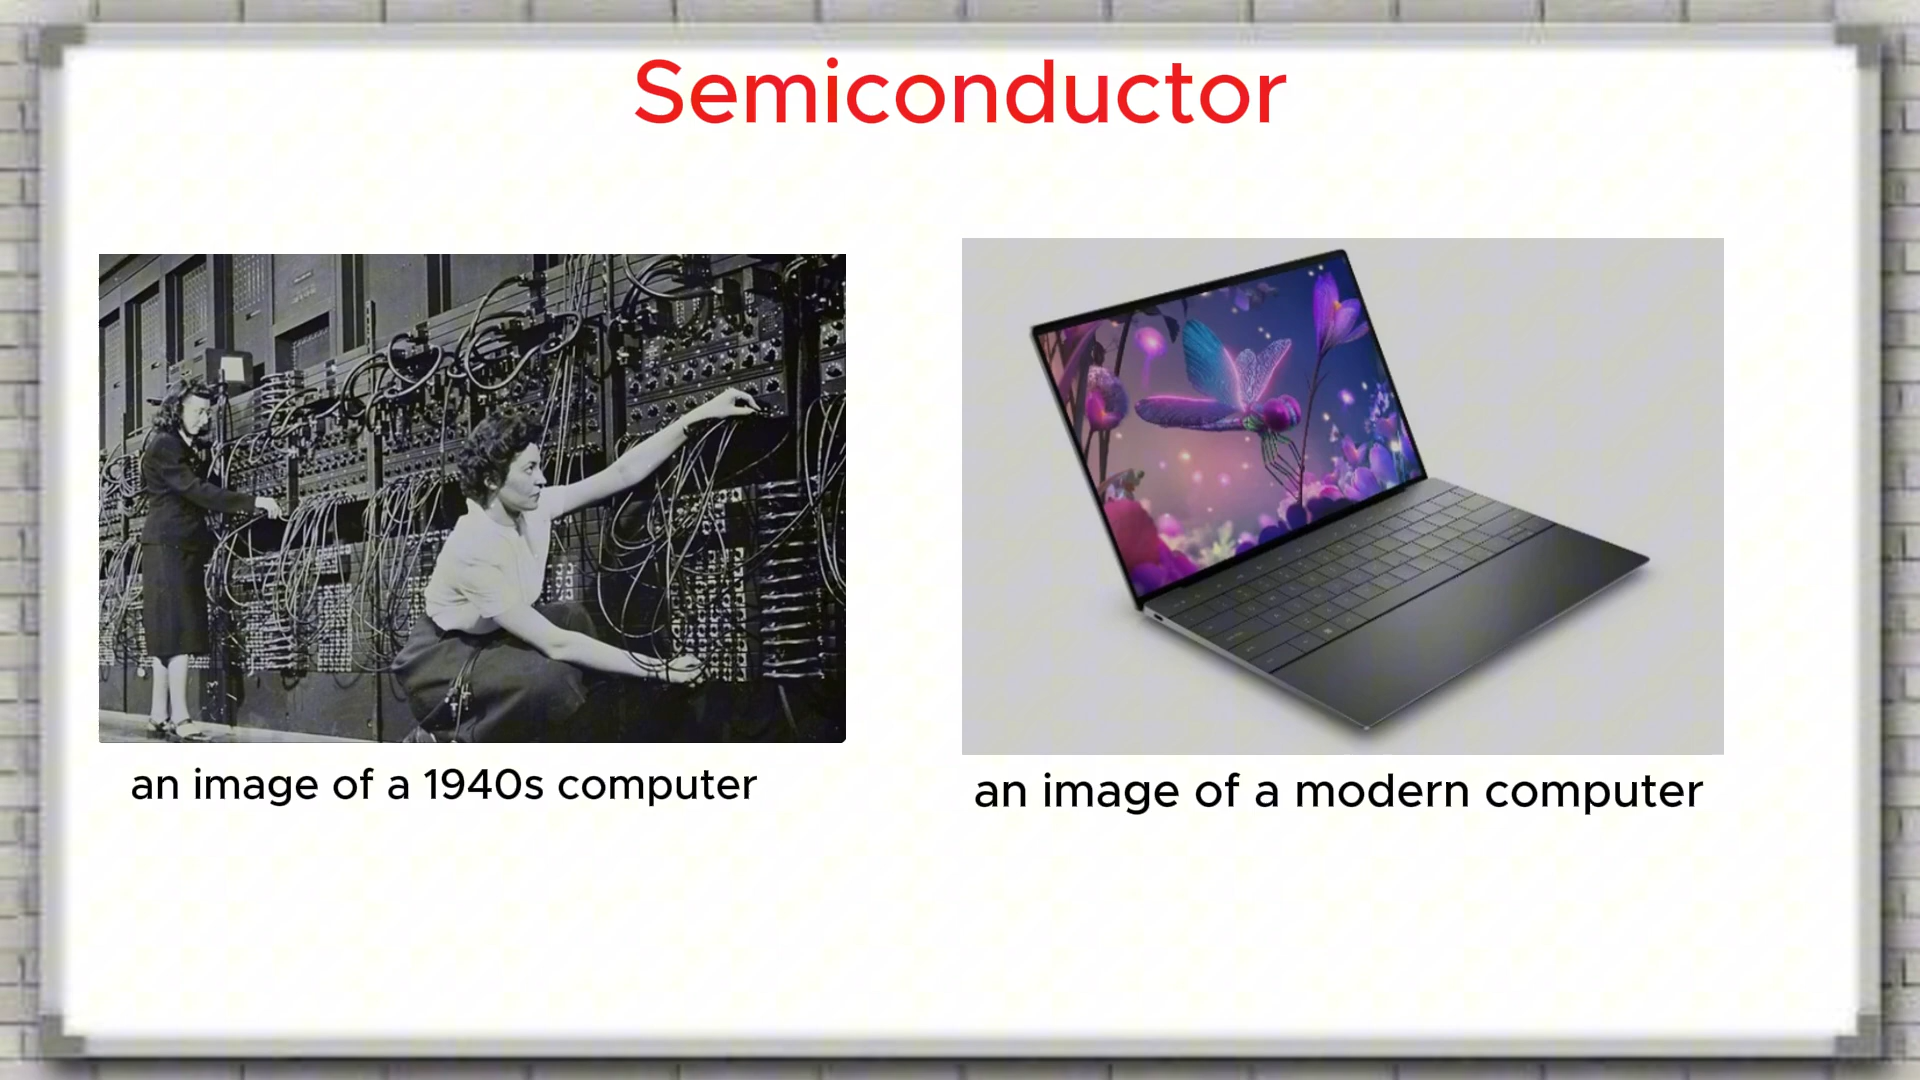 Semiconductor
an image of a 1940s computer
an image of a modern computer